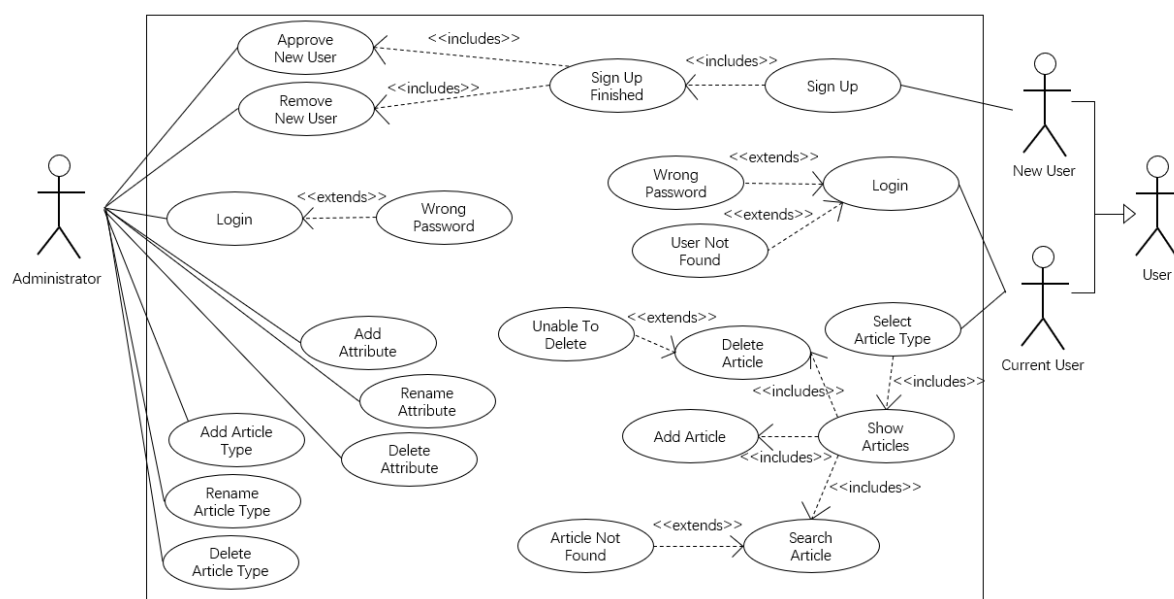 Approve
New User
<<includes>>
<<includes>>
Sign Up
Finished
Sign Up
Remove
New User
<<includes>>
New User
Wrong
Password
<<extends>>
Login
Login
<<extends>>
Wrong
Password
<<extends>>
User Not
Found
Administrator
User
Add
Attribute
Unable To
Delete
<<extends>>
Delete
Article
Select
Article Type
Current User
Rename
Attribute
<<includes>>
<<includes>>
Add Article
Type
Delete
Attribute
Add Article
Show
Articles
<<includes>>
Rename
Article Type
<<includes>>
Delete
Article Type
Article Not
Found
<<extends>>
Search
Article